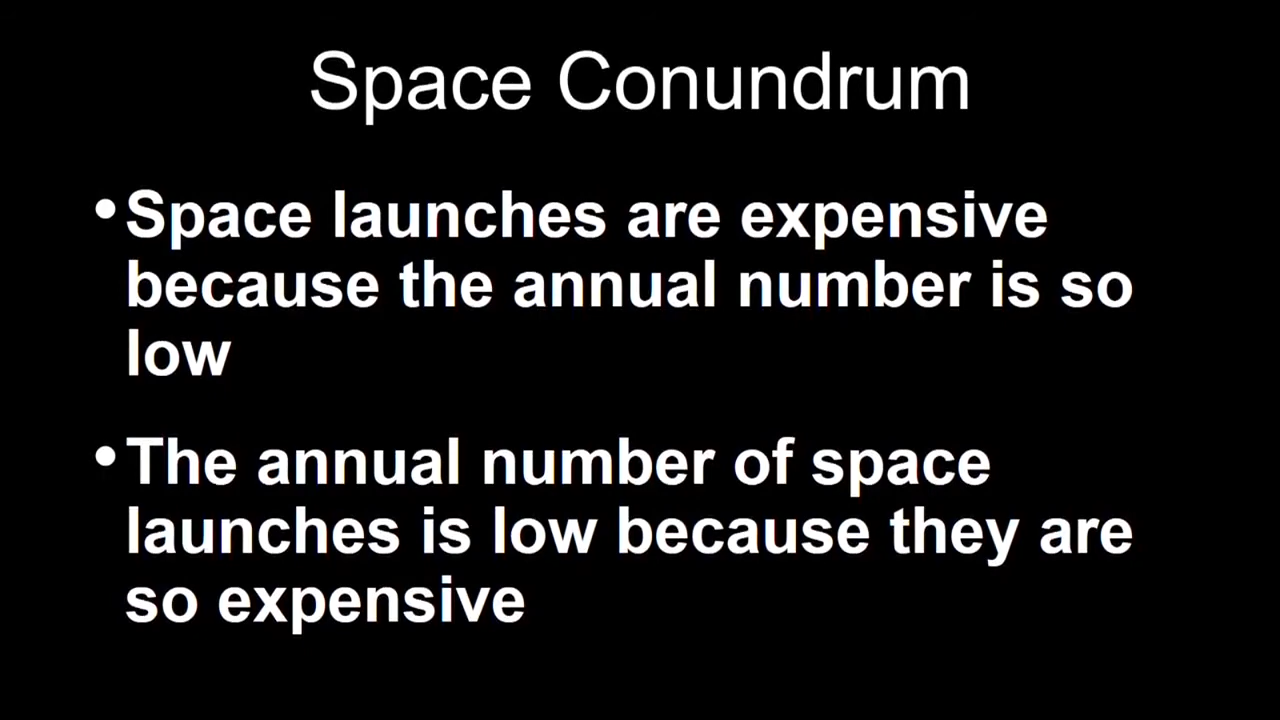 Space Conundrum
• Space launches are expensive
because the annual number is so
low
• The annual number of space
launches is low because they are
so expensive